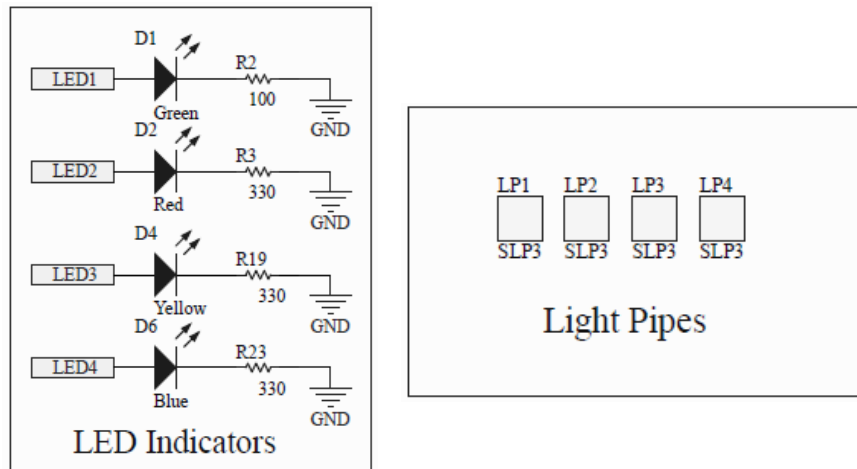 D1
LED1
R2
100
Green
GND
D2
LED2
R3
330
Red
GND
D4
LED3
R19
330
Yellow
GND
D6
LED4
R23
330
Blue
GND
LED Indicators
LP1 LP2 LP3 LP4
SLP3 SLP3 SLP3 SLP3
Light Pipes